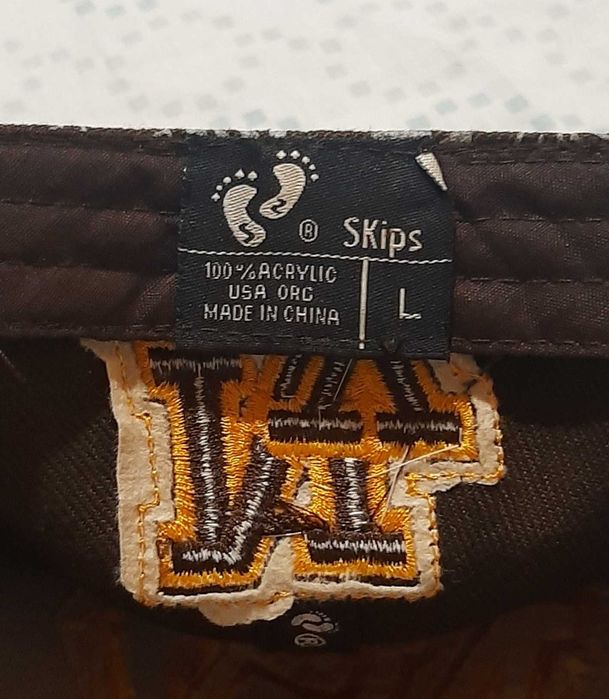 ® SKips
100% ACRYLIC
USA ORG
MADE IN CHINA
L
®